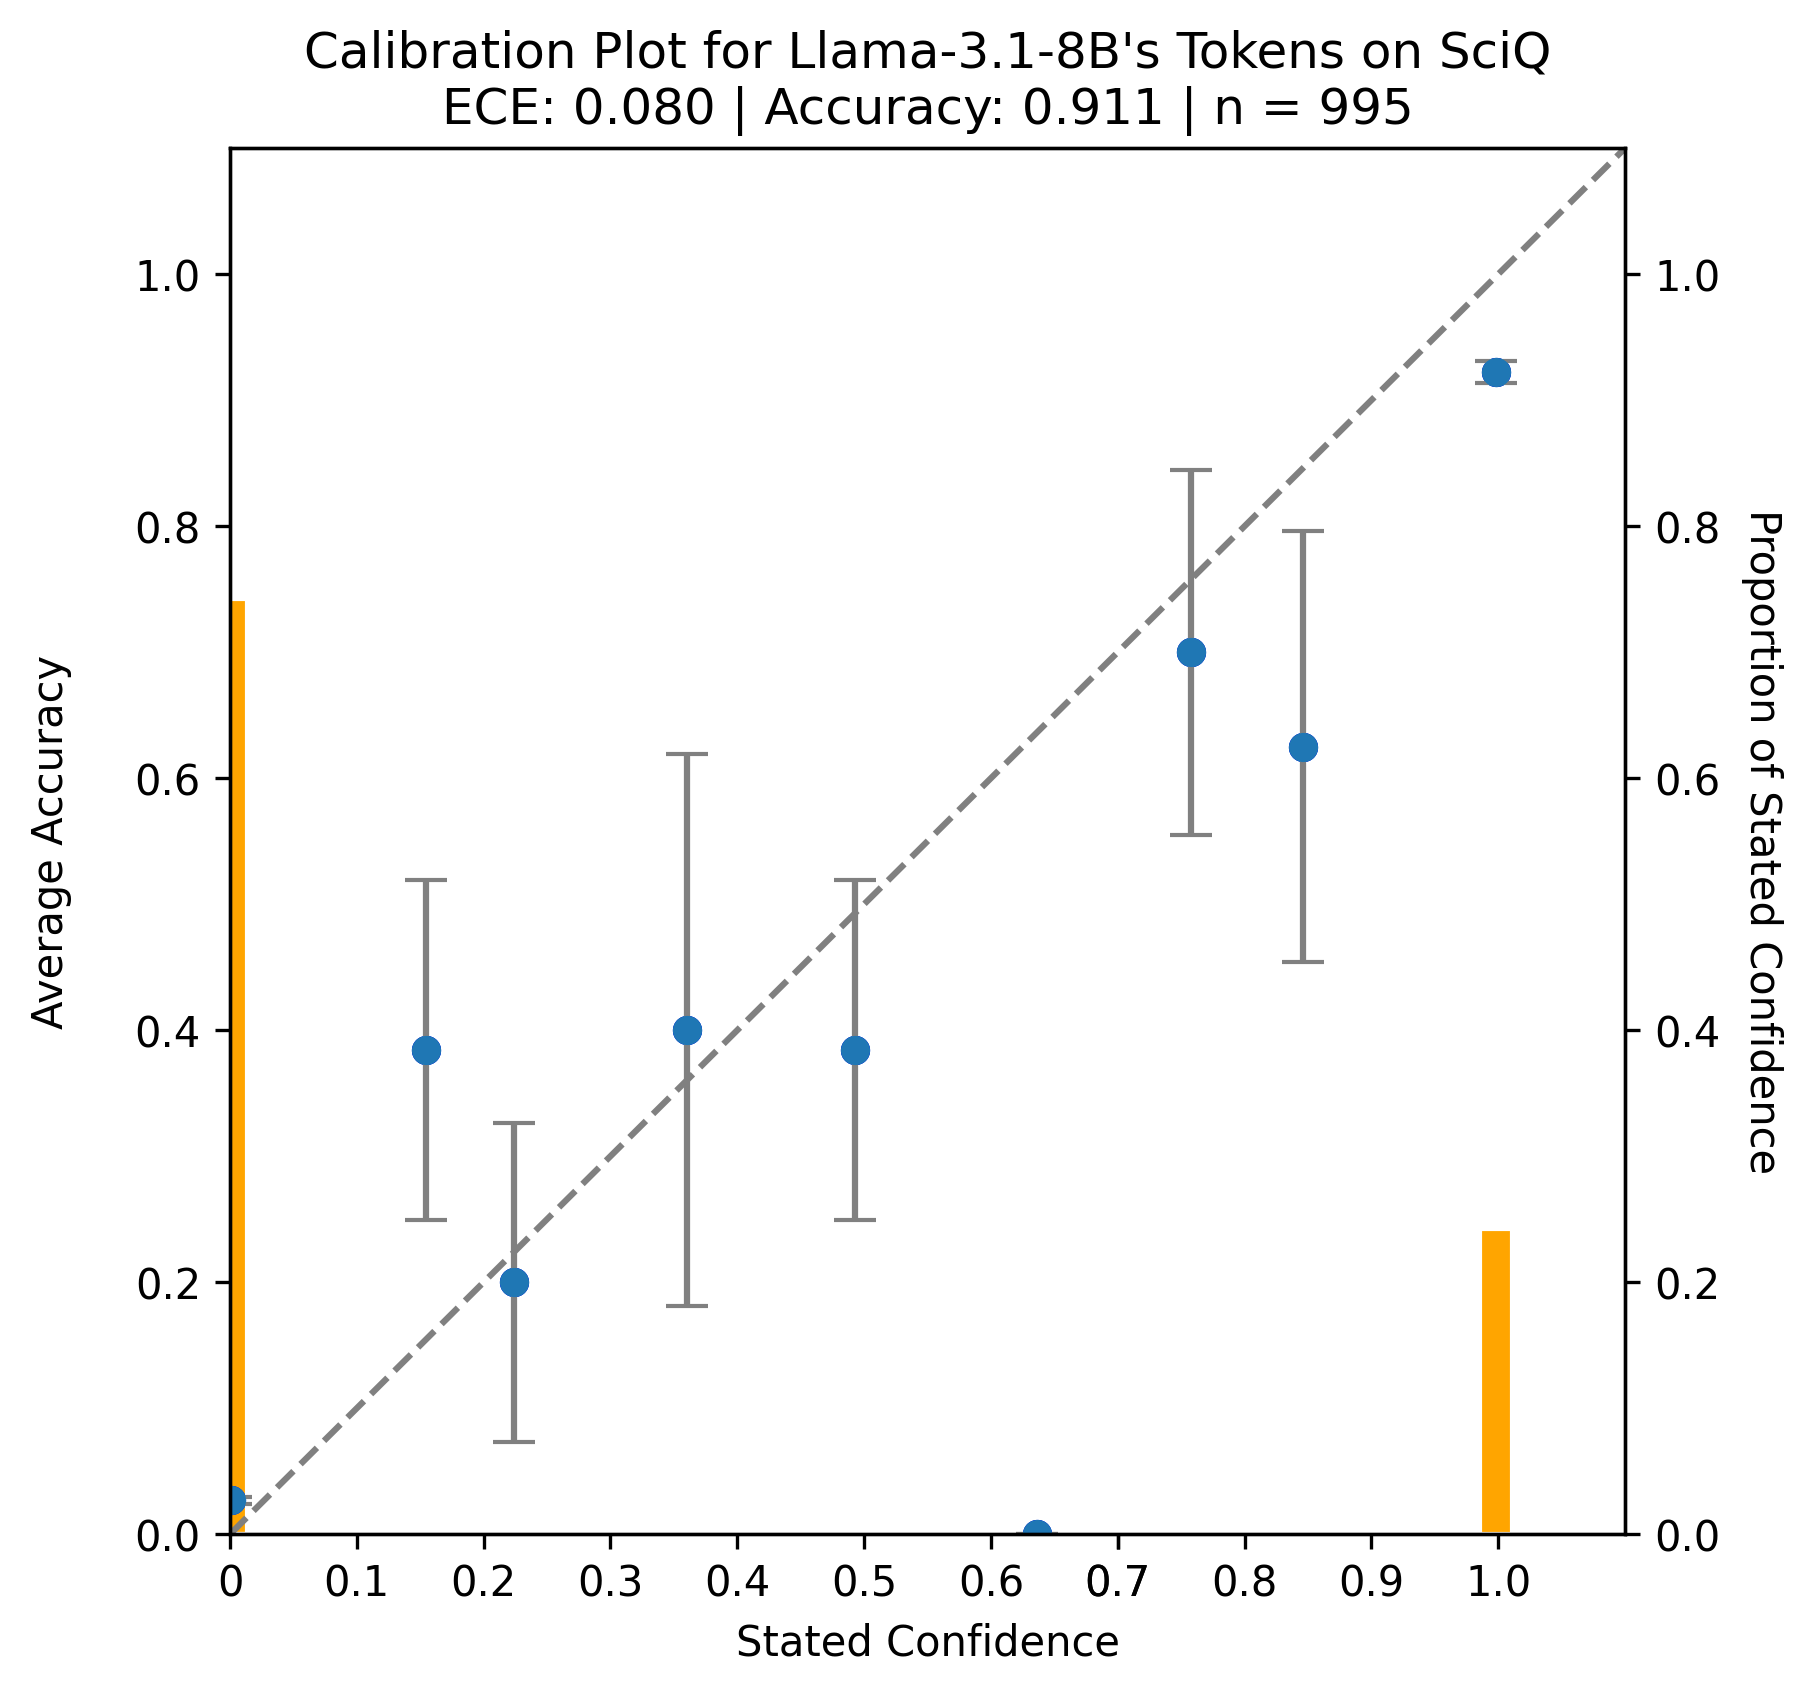 Calibration Plot for Llama-3.1-8B's Tokens on SciQ
ECE: 0.080 | Accuracy: 0.911 | n = 995
Average Accuracy
1.0
0.8
0.6
0.4
0.2
0.0
1.0
0.8
0.6
0.4
0.2
0.0
Proportion of Stated Confidence
0 0.1 0.2 0.3 0.4 0.5 0.6 0.7 0.8 0.9 1.0
Stated Confidence